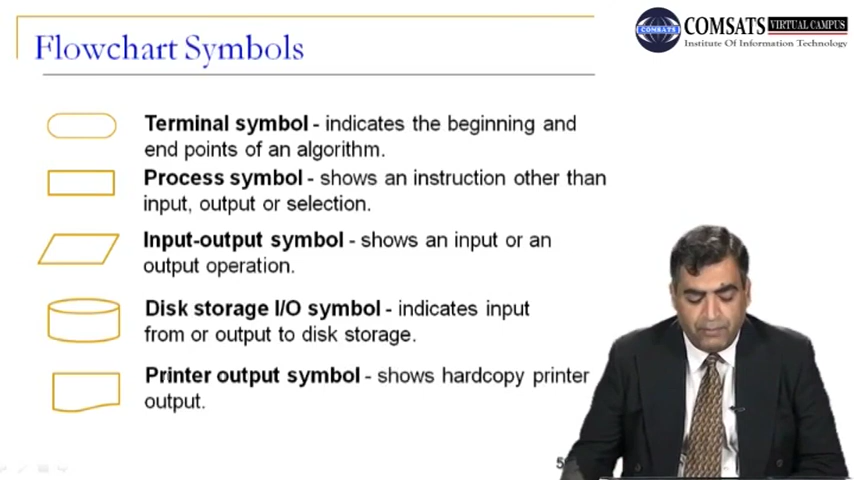 Flowchart Symbols
COMSATS VIRTUAL CAMPUS
Institute Of Information Technology
COMSATS
Terminal symbol - indicates the beginning and
end points of an algorithm.
Process symbol - shows an instruction other than
input, output or selection.
Input-output symbol - shows an input or an
output operation.
Disk storage I/O symbol - indicates input
from or output to disk storage.
Printer output symbol - shows hardcopy printer
output.